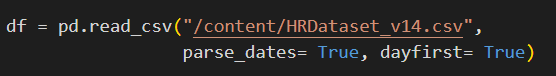 df = pd.read_csv("/content/HRDataset_v14.csv",
parse_dates= True, dayfirst= True)